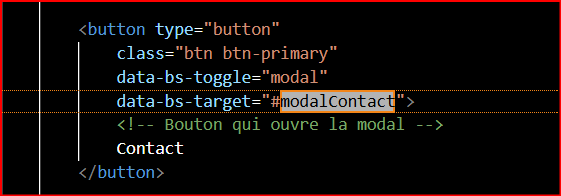 <button type="button"
class="btn btn-primary"
data-bs-toggle="modal"
data-bs-target="#modalContact">
<!-- Bouton qui ouvre la modal -->
Contact
</button>